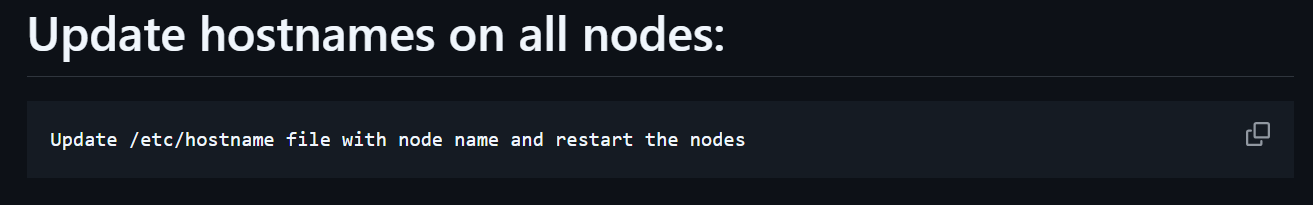 Update hostnames on all nodes:
Update /etc/hostname file with node name and restart the nodes